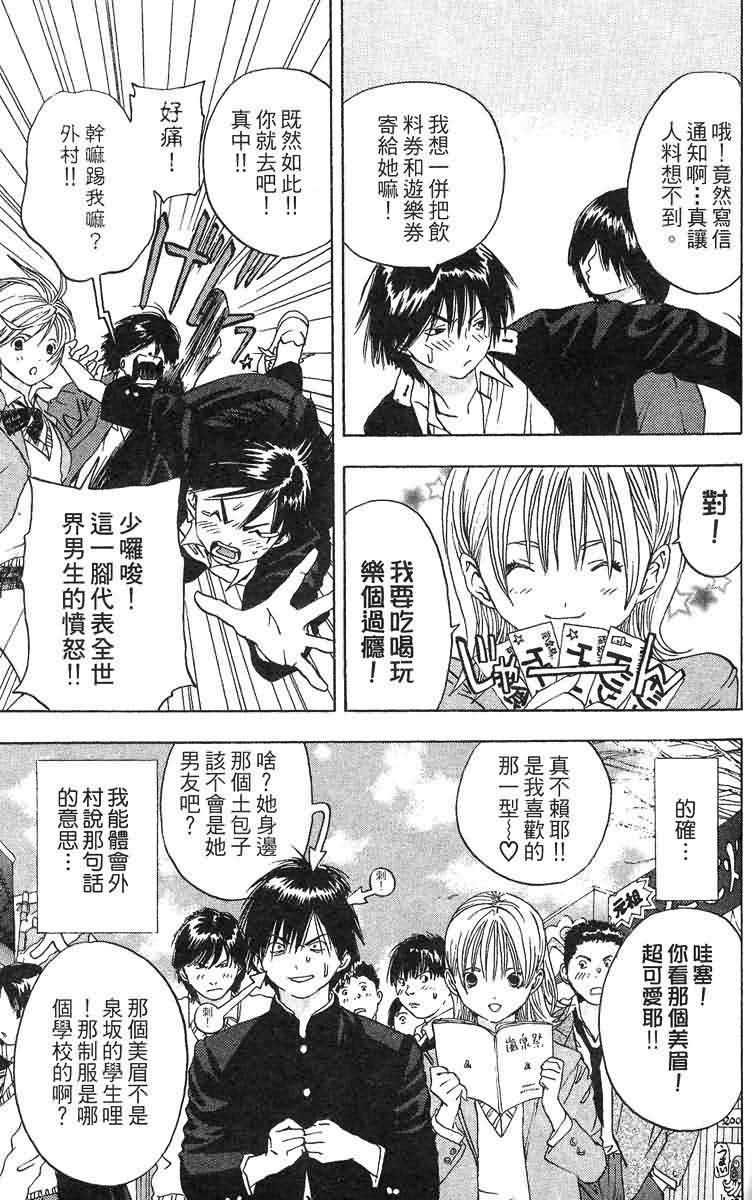 哦！竟然寫信
通知啊…真讓
人料想不到。
我想一併把飲
料券和遊樂券
寄給她嘛！
既然如此!!
你就去吧！
真中!!
好痛！
幹嘛踢我嘛？
外村!!
少囉唆！
這一腳代表全世
界男生的憤怒!!
對！
我要吃喝玩
樂個過癮！
的確…
哇塞！
你看那個美眉！
超可愛耶!!
真不賴耶!!
是我喜歡的
那一型～♡
啥？她身邊
那個土包子
該不會是她
男友吧？
我能體會外
村說那句話
的意思…
刺！
刺！
那個美眉不是
泉坂的學生哩
！那制服是哪
個學校的啊？
元祖
嵐泉祭
200